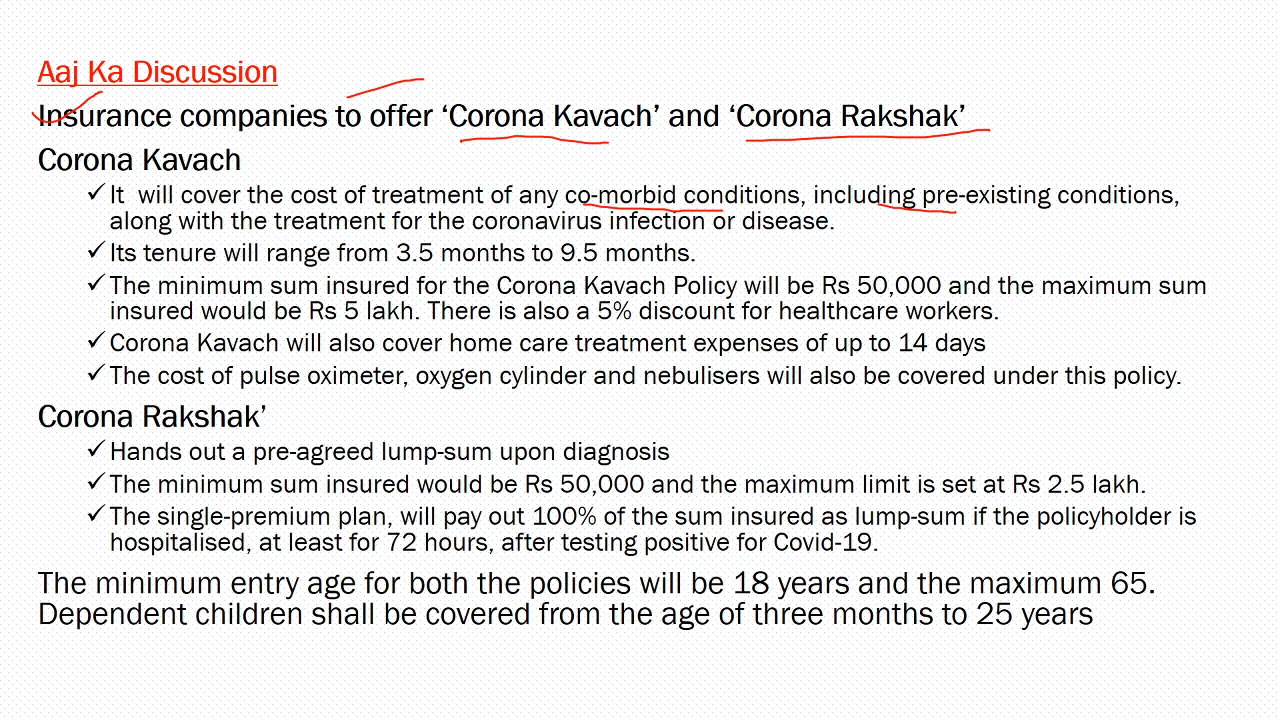 Aaj Ka Discussion
Insurance companies to offer ‘Corona Kavach’ and ‘Corona Rakshak’
Corona Kavach
✓It  will cover the cost of treatment of any co-morbid conditions, including pre-existing conditions,
along with the treatment for the coronavirus infection or disease.
✓Its tenure will range from 3.5 months to 9.5 months.
✓The minimum sum insured for the Corona Kavach Policy will be Rs 50,000 and the maximum sum
insured would be Rs 5 lakh. There is also a 5% discount for healthcare workers.
✓Corona Kavach will also cover home care treatment expenses of up to 14 days
✓The cost of pulse oximeter, oxygen cylinder and nebulisers will also be covered under this policy.
Corona Rakshak’
✓Hands out a pre-agreed lump-sum upon diagnosis
✓The minimum sum insured would be Rs 50,000 and the maximum limit is set at Rs 2.5 lakh.
✓The single-premium plan, will pay out 100% of the sum insured as lump-sum if the policyholder is
hospitalised, at least for 72 hours, after testing positive for Covid-19.
The minimum entry age for both the policies will be 18 years and the maximum 65.
Dependent children shall be covered from the age of three months to 25 years